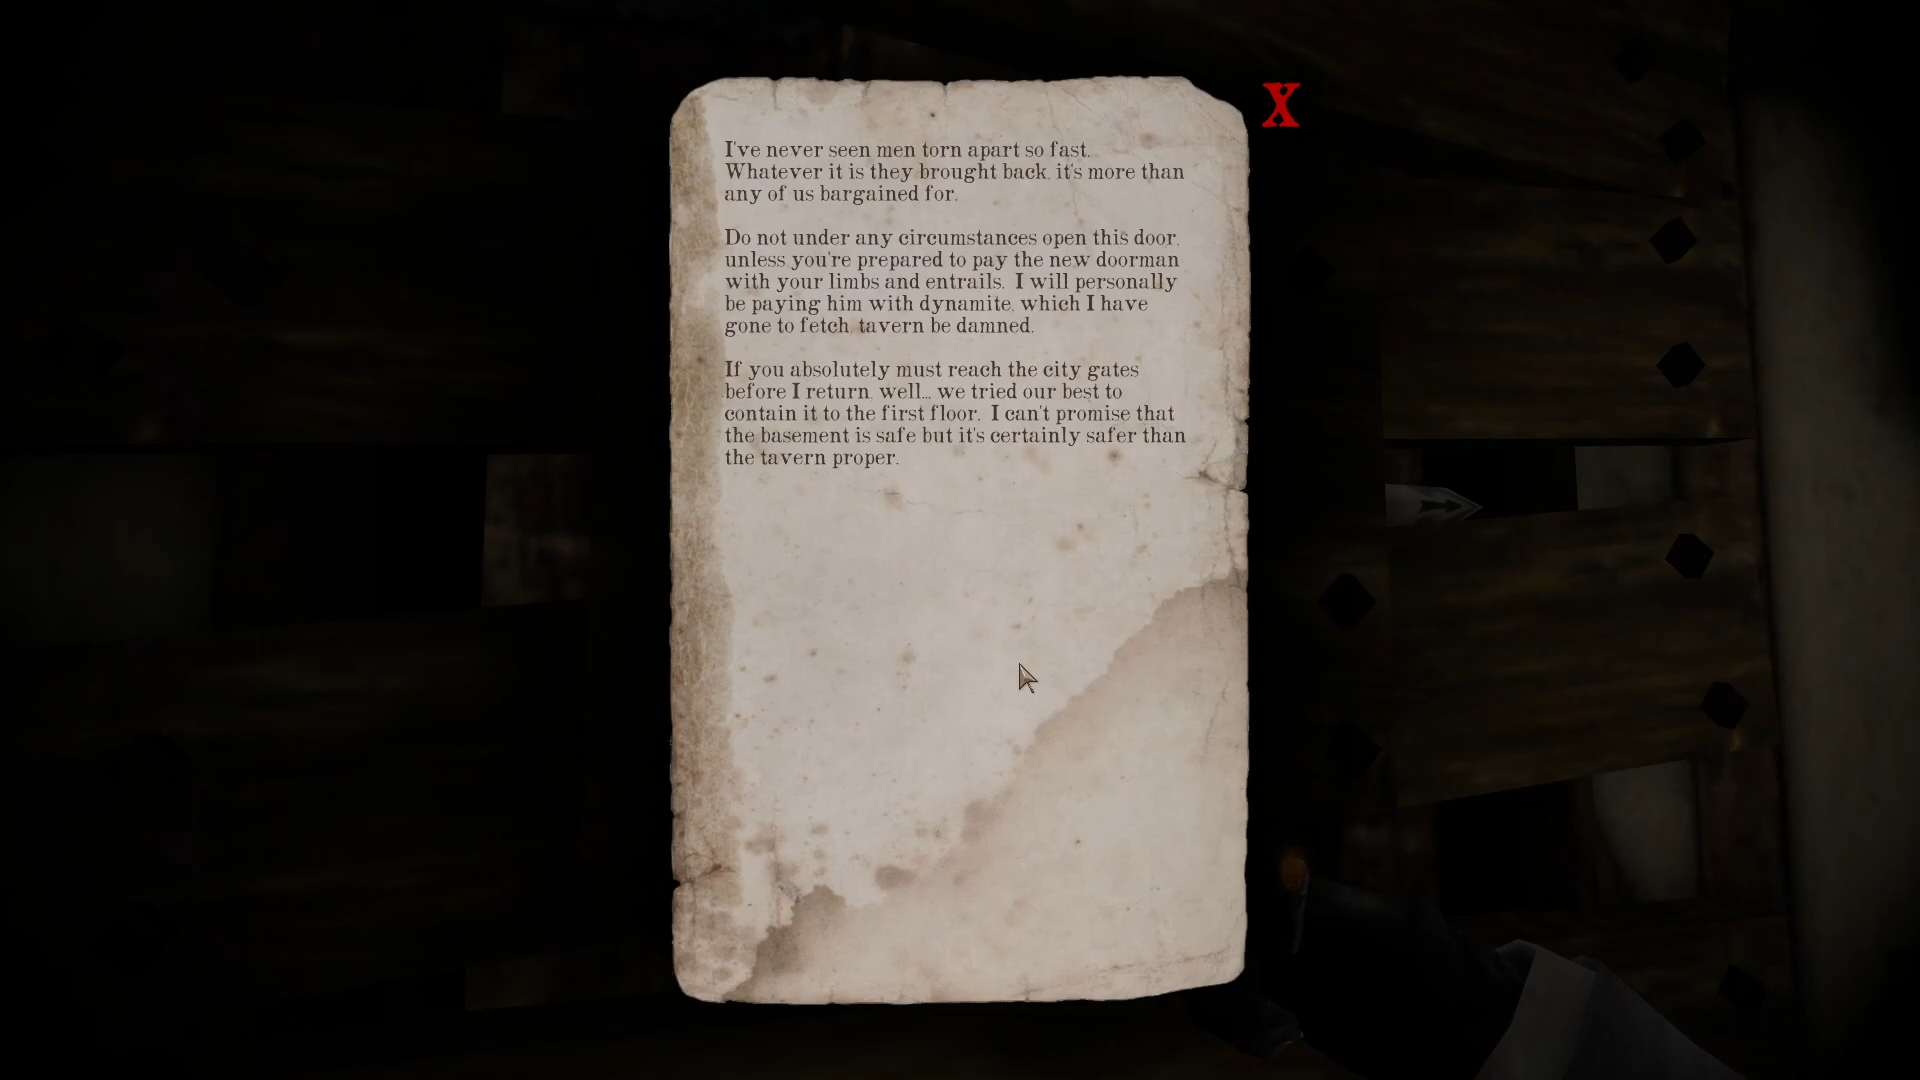 X
I've never seen men torn apart so fast.
Whatever it is they brought back, it's more than
any of us bargained for.
Do not under any circumstances open this door,
unless you're prepared to pay the new doorman
with your limbs and entrails. I will personally
be paying him with dynamite, which I have
gone to fetch, tavern be damned.
If you absolutely must reach the city gates
before I return, well... we tried our best to
contain it to the first floor. I can't promise that
the basement is safe but it's certainly safer than
the tavern proper.